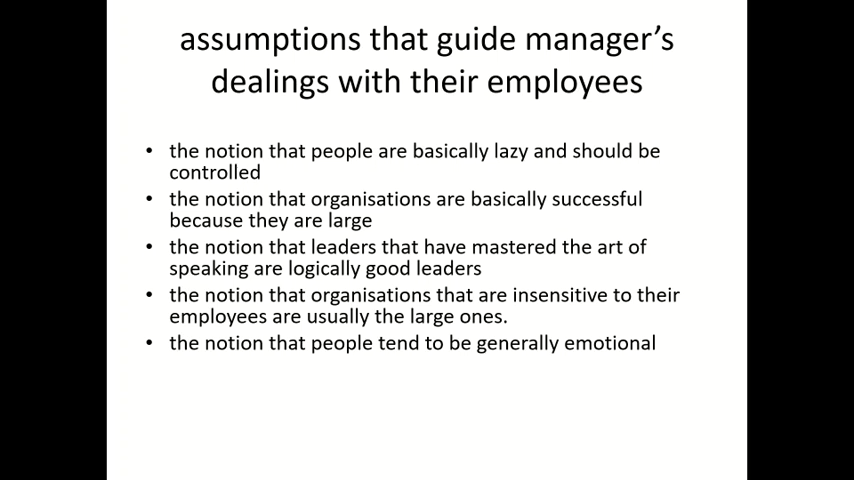 assumptions that guide manager's
dealings with their employees
• the notion that people are basically lazy and should be
controlled
• the notion that organisations are basically successful
because they are large
• the notion that leaders that have mastered the art of
speaking are logically good leaders
• the notion that organisations that are insensitive to their
employees are usually the large ones.
• the notion that people tend to be generally emotional